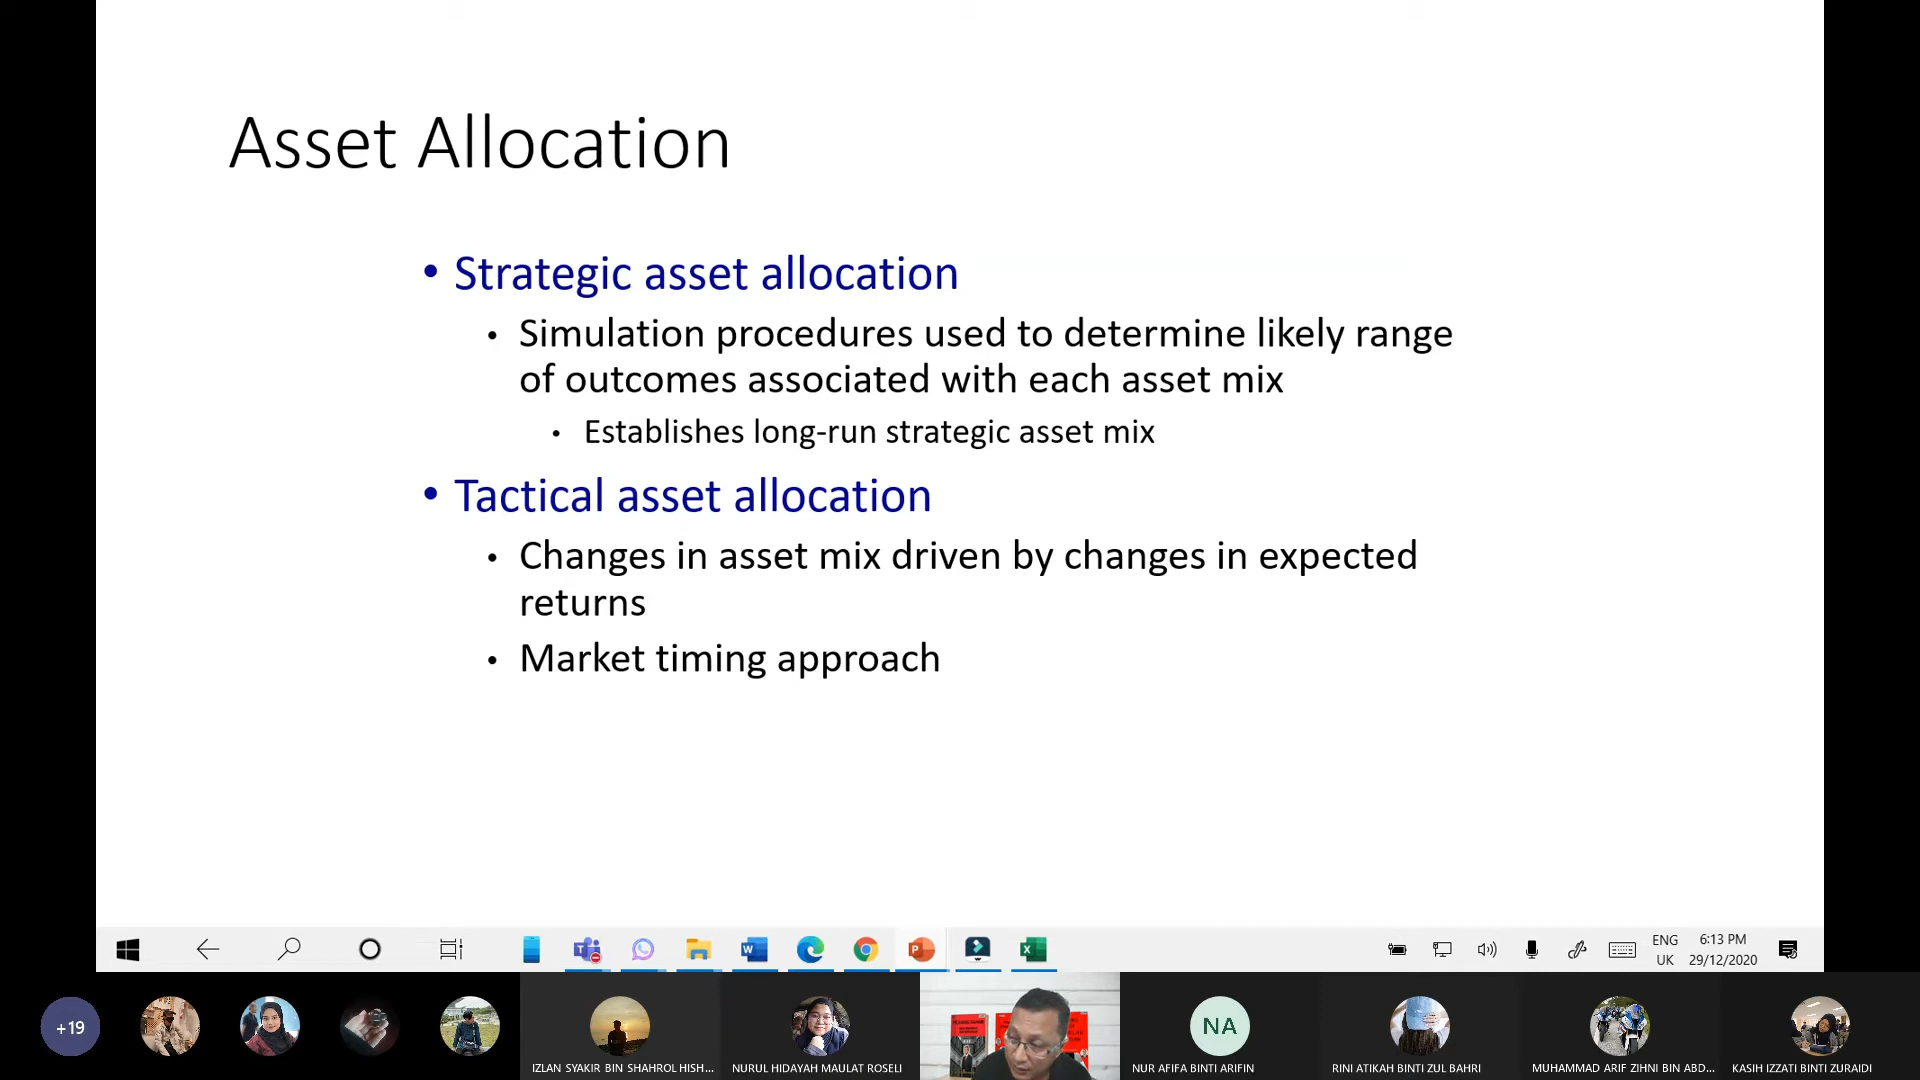 Asset Allocation
• Strategic asset allocation
• Simulation procedures used to determine likely range
of outcomes associated with each asset mix
• Establishes long-run strategic asset mix
• Tactical asset allocation
• Changes in asset mix driven by changes in expected
returns
• Market timing approach
ENG
UK
6:13 PM
29/12/2020
+19
IZLAN SYAKIR BIN SHAHROL HISH...
NURUL HIDAYAH MAULAT ROSELI
NA
NUR AFIFA BINTI ARIFIN
RINI ATIKAH BINTI ZUL BAHRI
MUHAMMAD ARIF ZIHNI BIN ABD...
KASIH IZZATI BINTI ZURAIDI